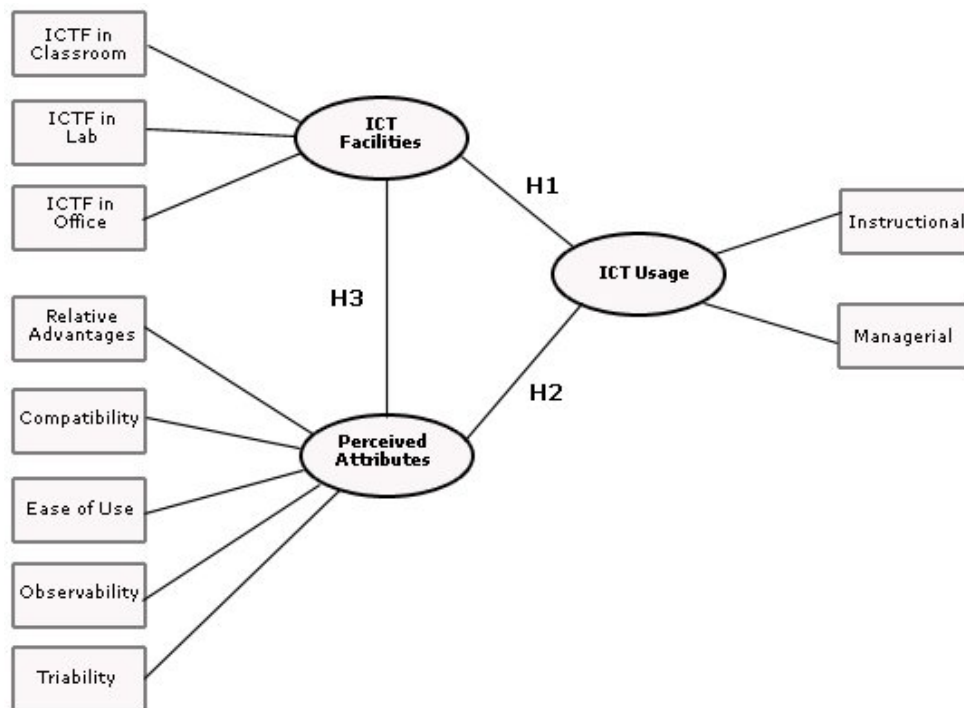 ICTF in
Classroom
ICTF in
Lab
ICTF in
Office
ICT
Facilities
H1
Instructional
ICT Usage
Managerial
H3
H2
Relative
Advantages
Compatibility
Ease of Use
Observability
Triability
Perceived
Attributes